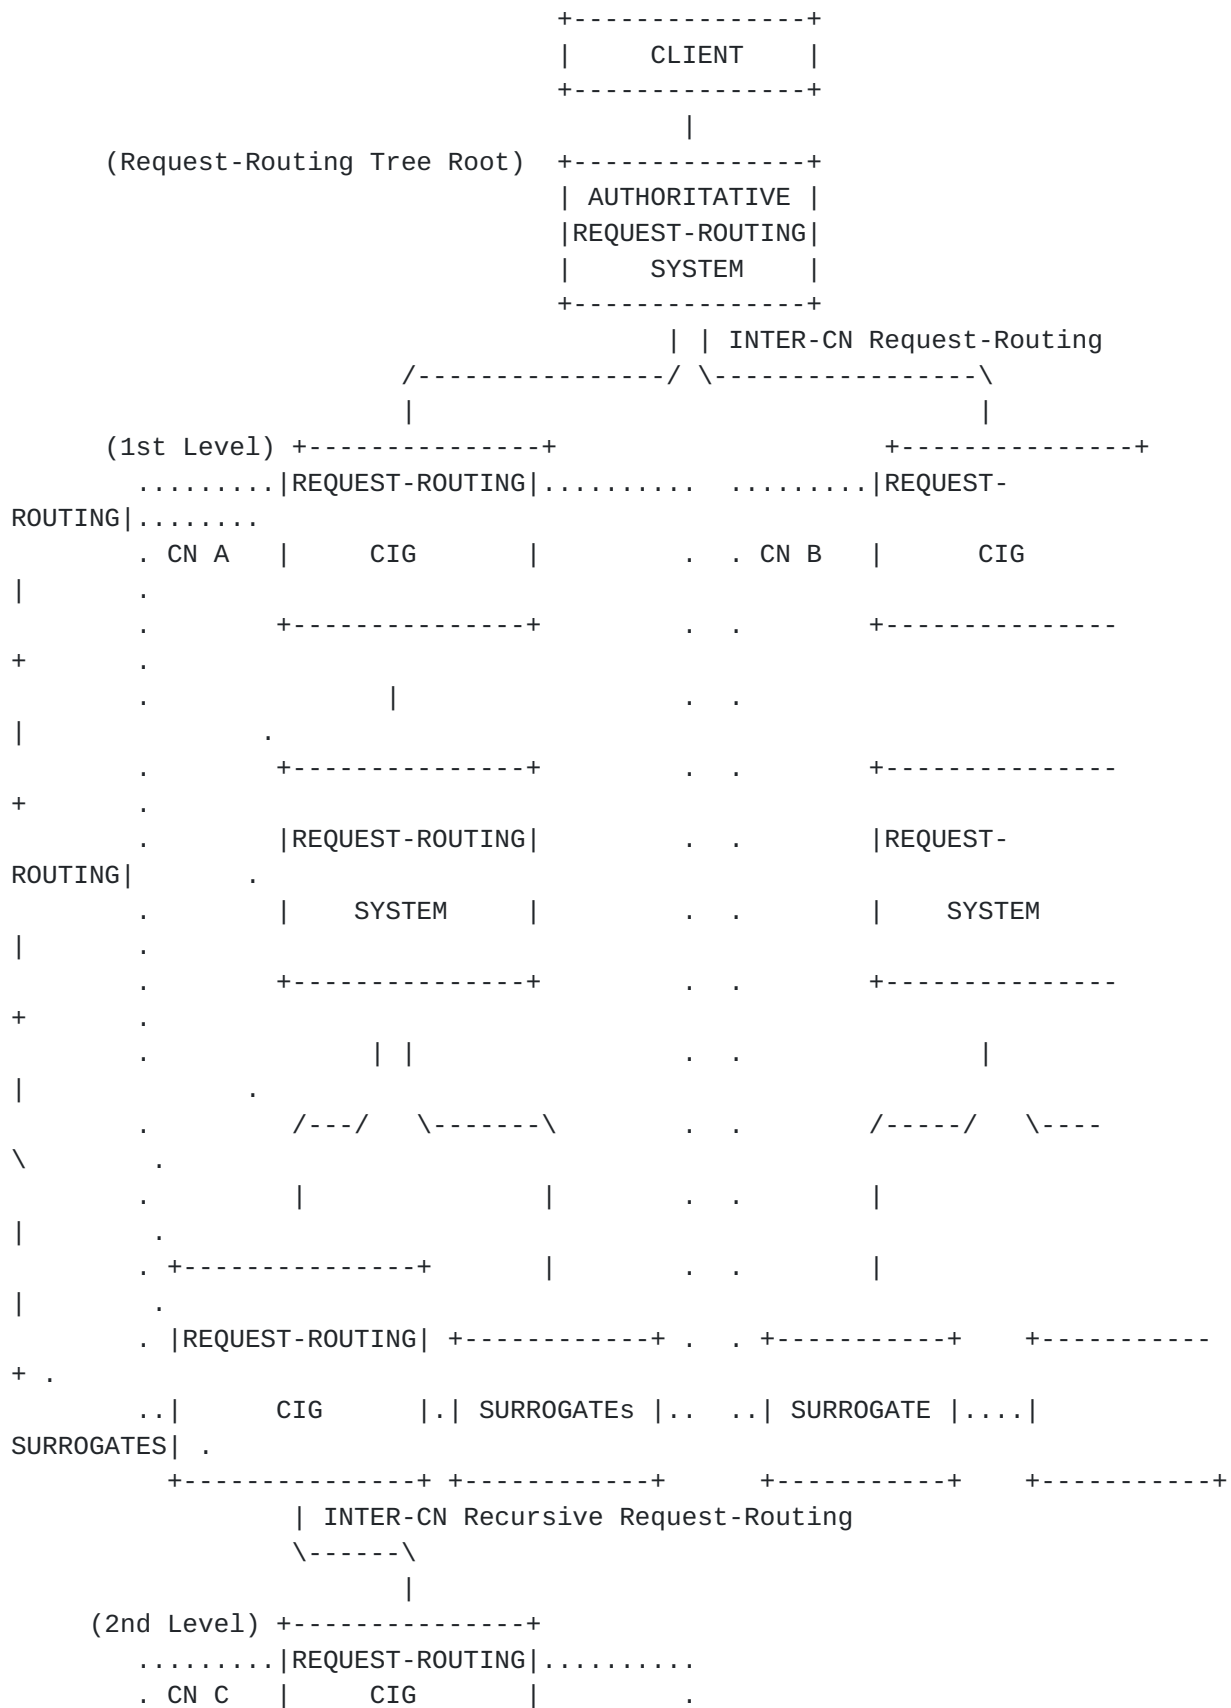 +---------------+
                                    |     CLIENT    |
                                    +---------------+
                                            |
      (Request-Routing Tree Root)  +---------------+
                                    | AUTHORITATIVE |
                                    |REQUEST-ROUTING|
                                    |     SYSTEM    |
                                    +---------------+
                                           | | INTER-CN Request-Routing
                          /----------------/ \-----------------\
                          |                                     |
      (1st Level) +---------------+                     +---------------+
        .........|REQUEST-ROUTING|..........  .........|REQUEST-
ROUTING|........
        . CN A   |     CIG       |         .  . CN B   |      CIG
|       .
        .        +---------------+         .  .        +---------------
+       .
        .               |                  .  .
|               .
        .        +---------------+         .  .        +---------------
+       .
        .        |REQUEST-ROUTING|         .  .        |REQUEST-
ROUTING|       .
        .        |    SYSTEM     |         .  .        |    SYSTEM
|       .
        .        +---------------+         .  .        +---------------
+       .
        .              | |                 .  .               |
|              .
        .         /---/   \-------\        .  .        /-----/   \----
\        .
        .         |               |        .  .        |
|        .
        . +---------------+       |        .  .        |
|        .
        . |REQUEST-ROUTING| +------------+ .  . +-----------+    +-----------
+ .
        ..|      CIG      |.| SURROGATEs |..  ..| SURROGATE |....|
SURROGATES| .
          +---------------+ +------------+      +-----------+    +-----------+
                  | INTER-CN Recursive Request-Routing
                  \------\
                         |
     (2nd Level) +---------------+
        .........|REQUEST-ROUTING|..........
        . CN C   |     CIG       |         .